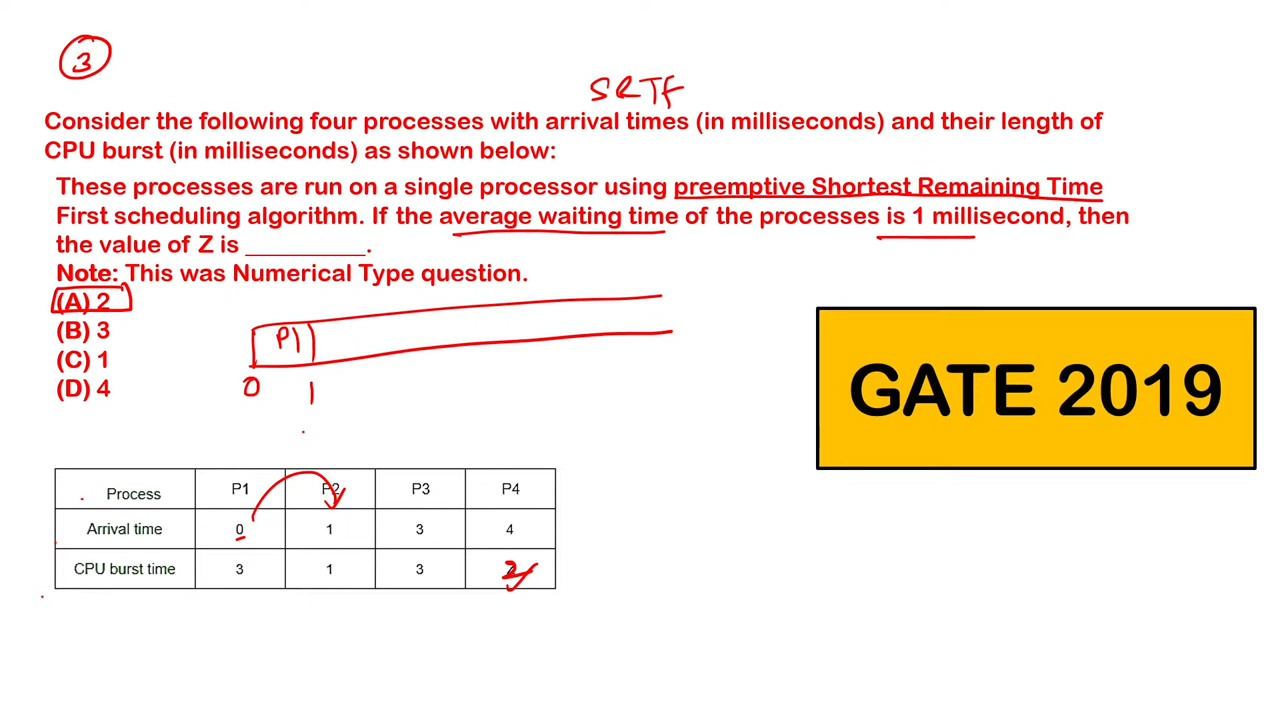 3
SRTF
Consider the following four processes with arrival times (in milliseconds) and their length of
CPU burst (in milliseconds) as shown below:
These processes are run on a single processor using preemptive Shortest Remaining Time
First scheduling algorithm. If the average waiting time of the processes is 1 millisecond, then
the value of Z is __________.
Note: This was Numerical Type question.
(A) 2
(B) 3
(C) 1
(D) 4
P1
0 1
GATE 2019
Process P1 P2 P3 P4
Arrival time 0 1 3 4
CPU burst time 3 1 3